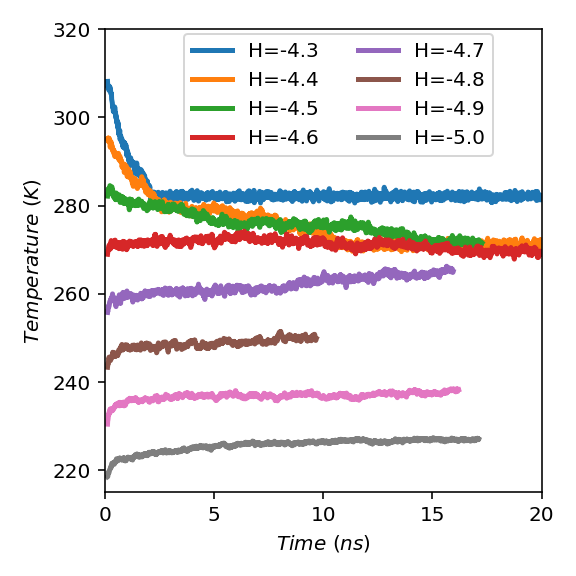 320
300
280
260
240
220
Temperature (K)
H=-4.3
H=-4.4
H=-4.5
H=-4.6
H=-4.7
H=-4.8
H=-4.9
H=-5.0
0
5
10
15
20
Time (ns)